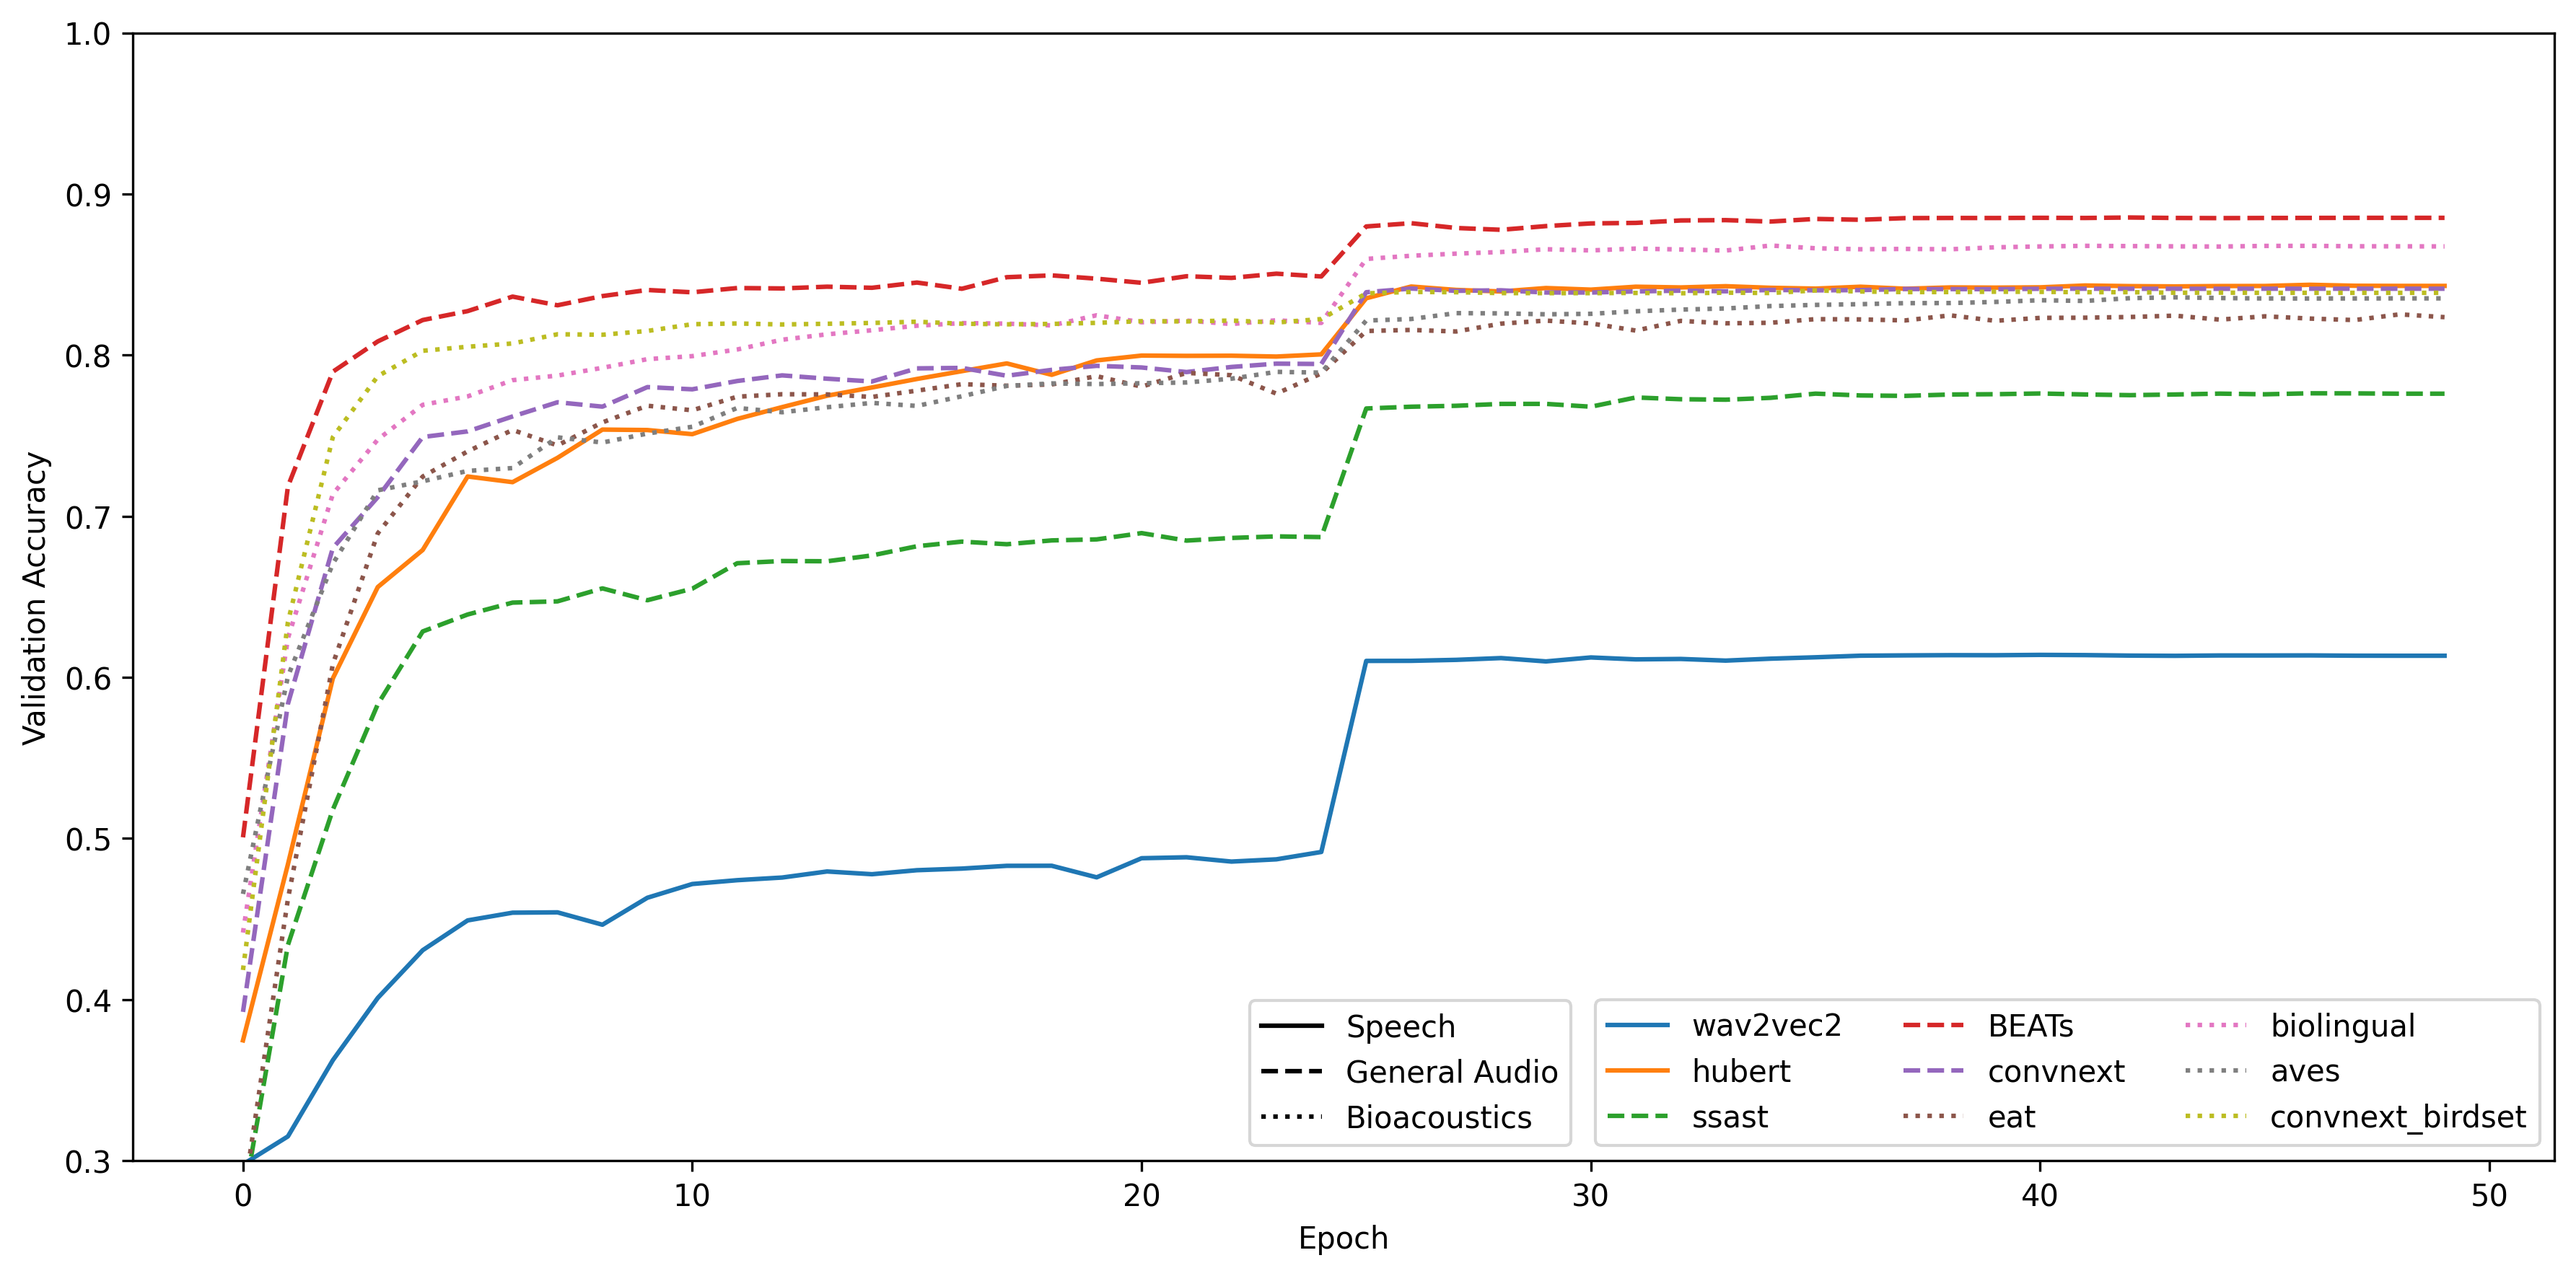 1.0
0.9
0.8
0.7
0.6
0.5
0.4
0.3
Validation Accuracy
0 10 20 30 40 50
Epoch
Speech
General Audio
Bioacoustics
wav2vec2 BEATs biolingual
hubert convnext aves
ssast eat convnext_birdset